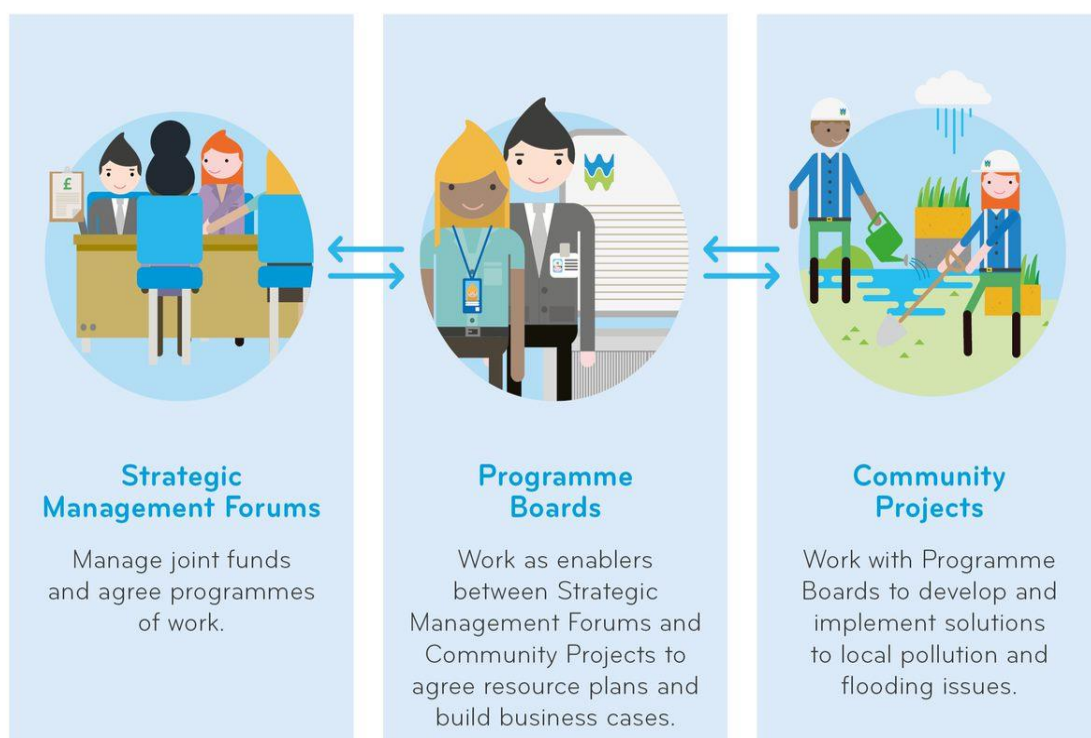 £
Strategic
Management Forums
Manage joint funds
and agree programmes
of work.
Programme
Boards
Work as enablers
between Strategic
Management Forums and
Community Projects to
agree resource plans and
build business cases.
Community
Projects
Work with Programme
Boards to develop and
implement solutions
to local pollution and
flooding issues.